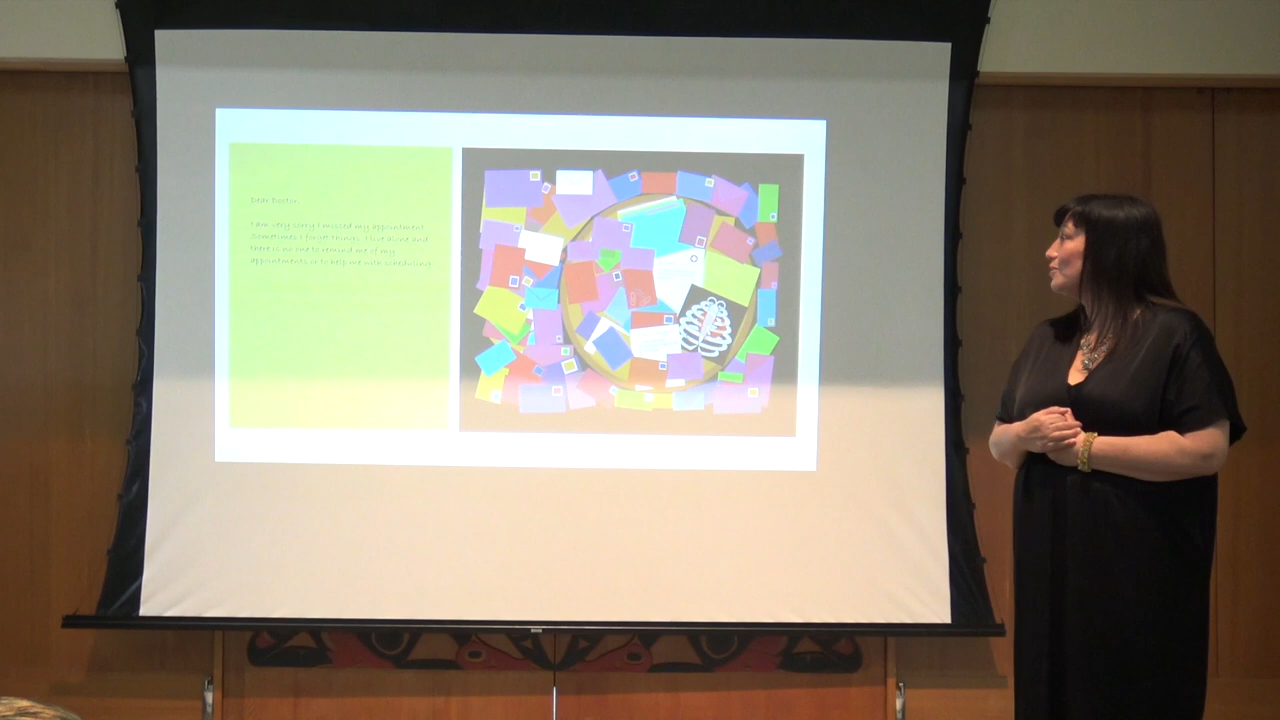 Dear Doctor,
I am very sorry I missed my appointment.
Sometimes I forget things. I live alone and
there is no one to remind me of my
appointments or to help me with scheduling.